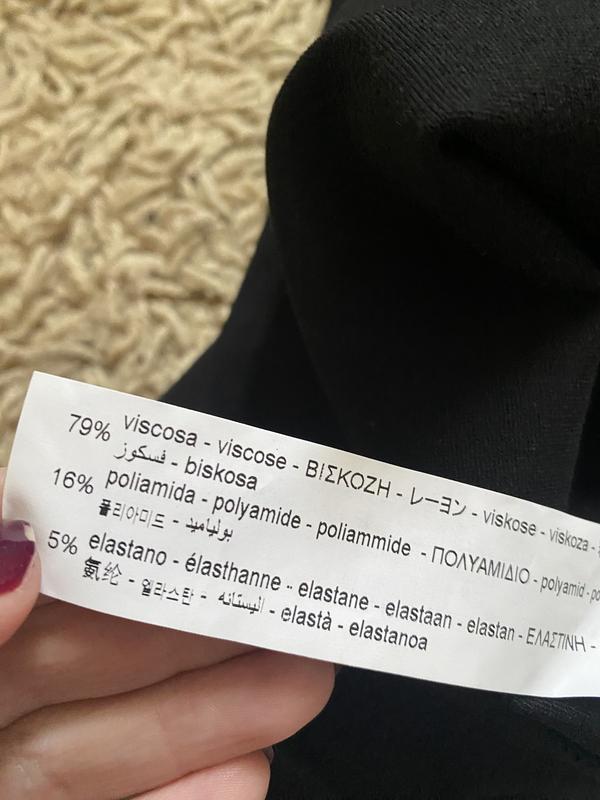 79% viscosa - viscose - ΒΙΣΚΟΖΗ - レーヨン - viskose - viskoza -
فسكوز - biskosa
16% poliamida - polyamide - poliammide - ΠΟΛΥΑΜΙΔΙΟ - polyamid - po
폴리아미드 - بولياميد
5% elastano - élasthanne - elastane - elastaan - elastan - ΕΛΑΣΤΙΝΗ -
氨纶 - 엘라스탄 - اليستانه - elastà - elastanoa